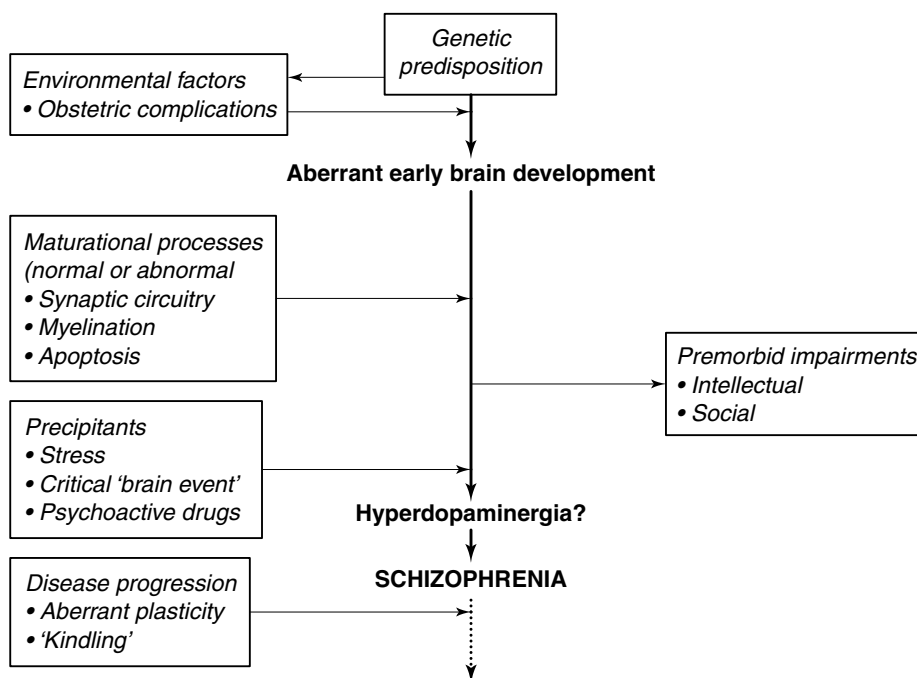 Genetic
predisposition
Environmental factors
• Obstetric complications
Aberrant early brain development
Maturational processes
(normal or abnormal
• Synaptic circuitry
• Myelination
• Apoptosis
Premorbid impairments
• Intellectual
• Social
Precipitants
• Stress
• Critical ‘brain event’
• Psychoactive drugs
Hyperdopaminergia?
SCHIZOPHRENIA
Disease progression
• Aberrant plasticity
• ‘Kindling’